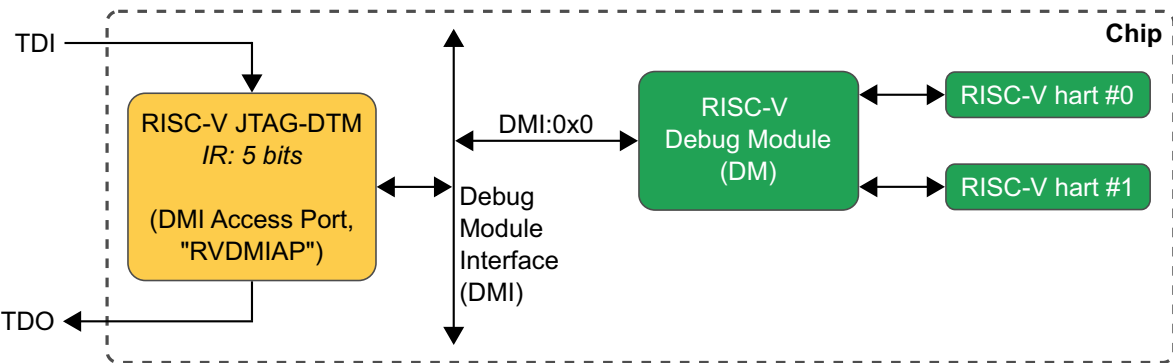 Chip
TDI
RISC-V JTAG-DTM
IR: 5 bits
(DMI Access Port,
"RVDMIAP")
TDO
Debug
Module
Interface
(DMI)
DMI:0x0
RISC-V
Debug Module
(DM)
RISC-V hart #0
RISC-V hart #1